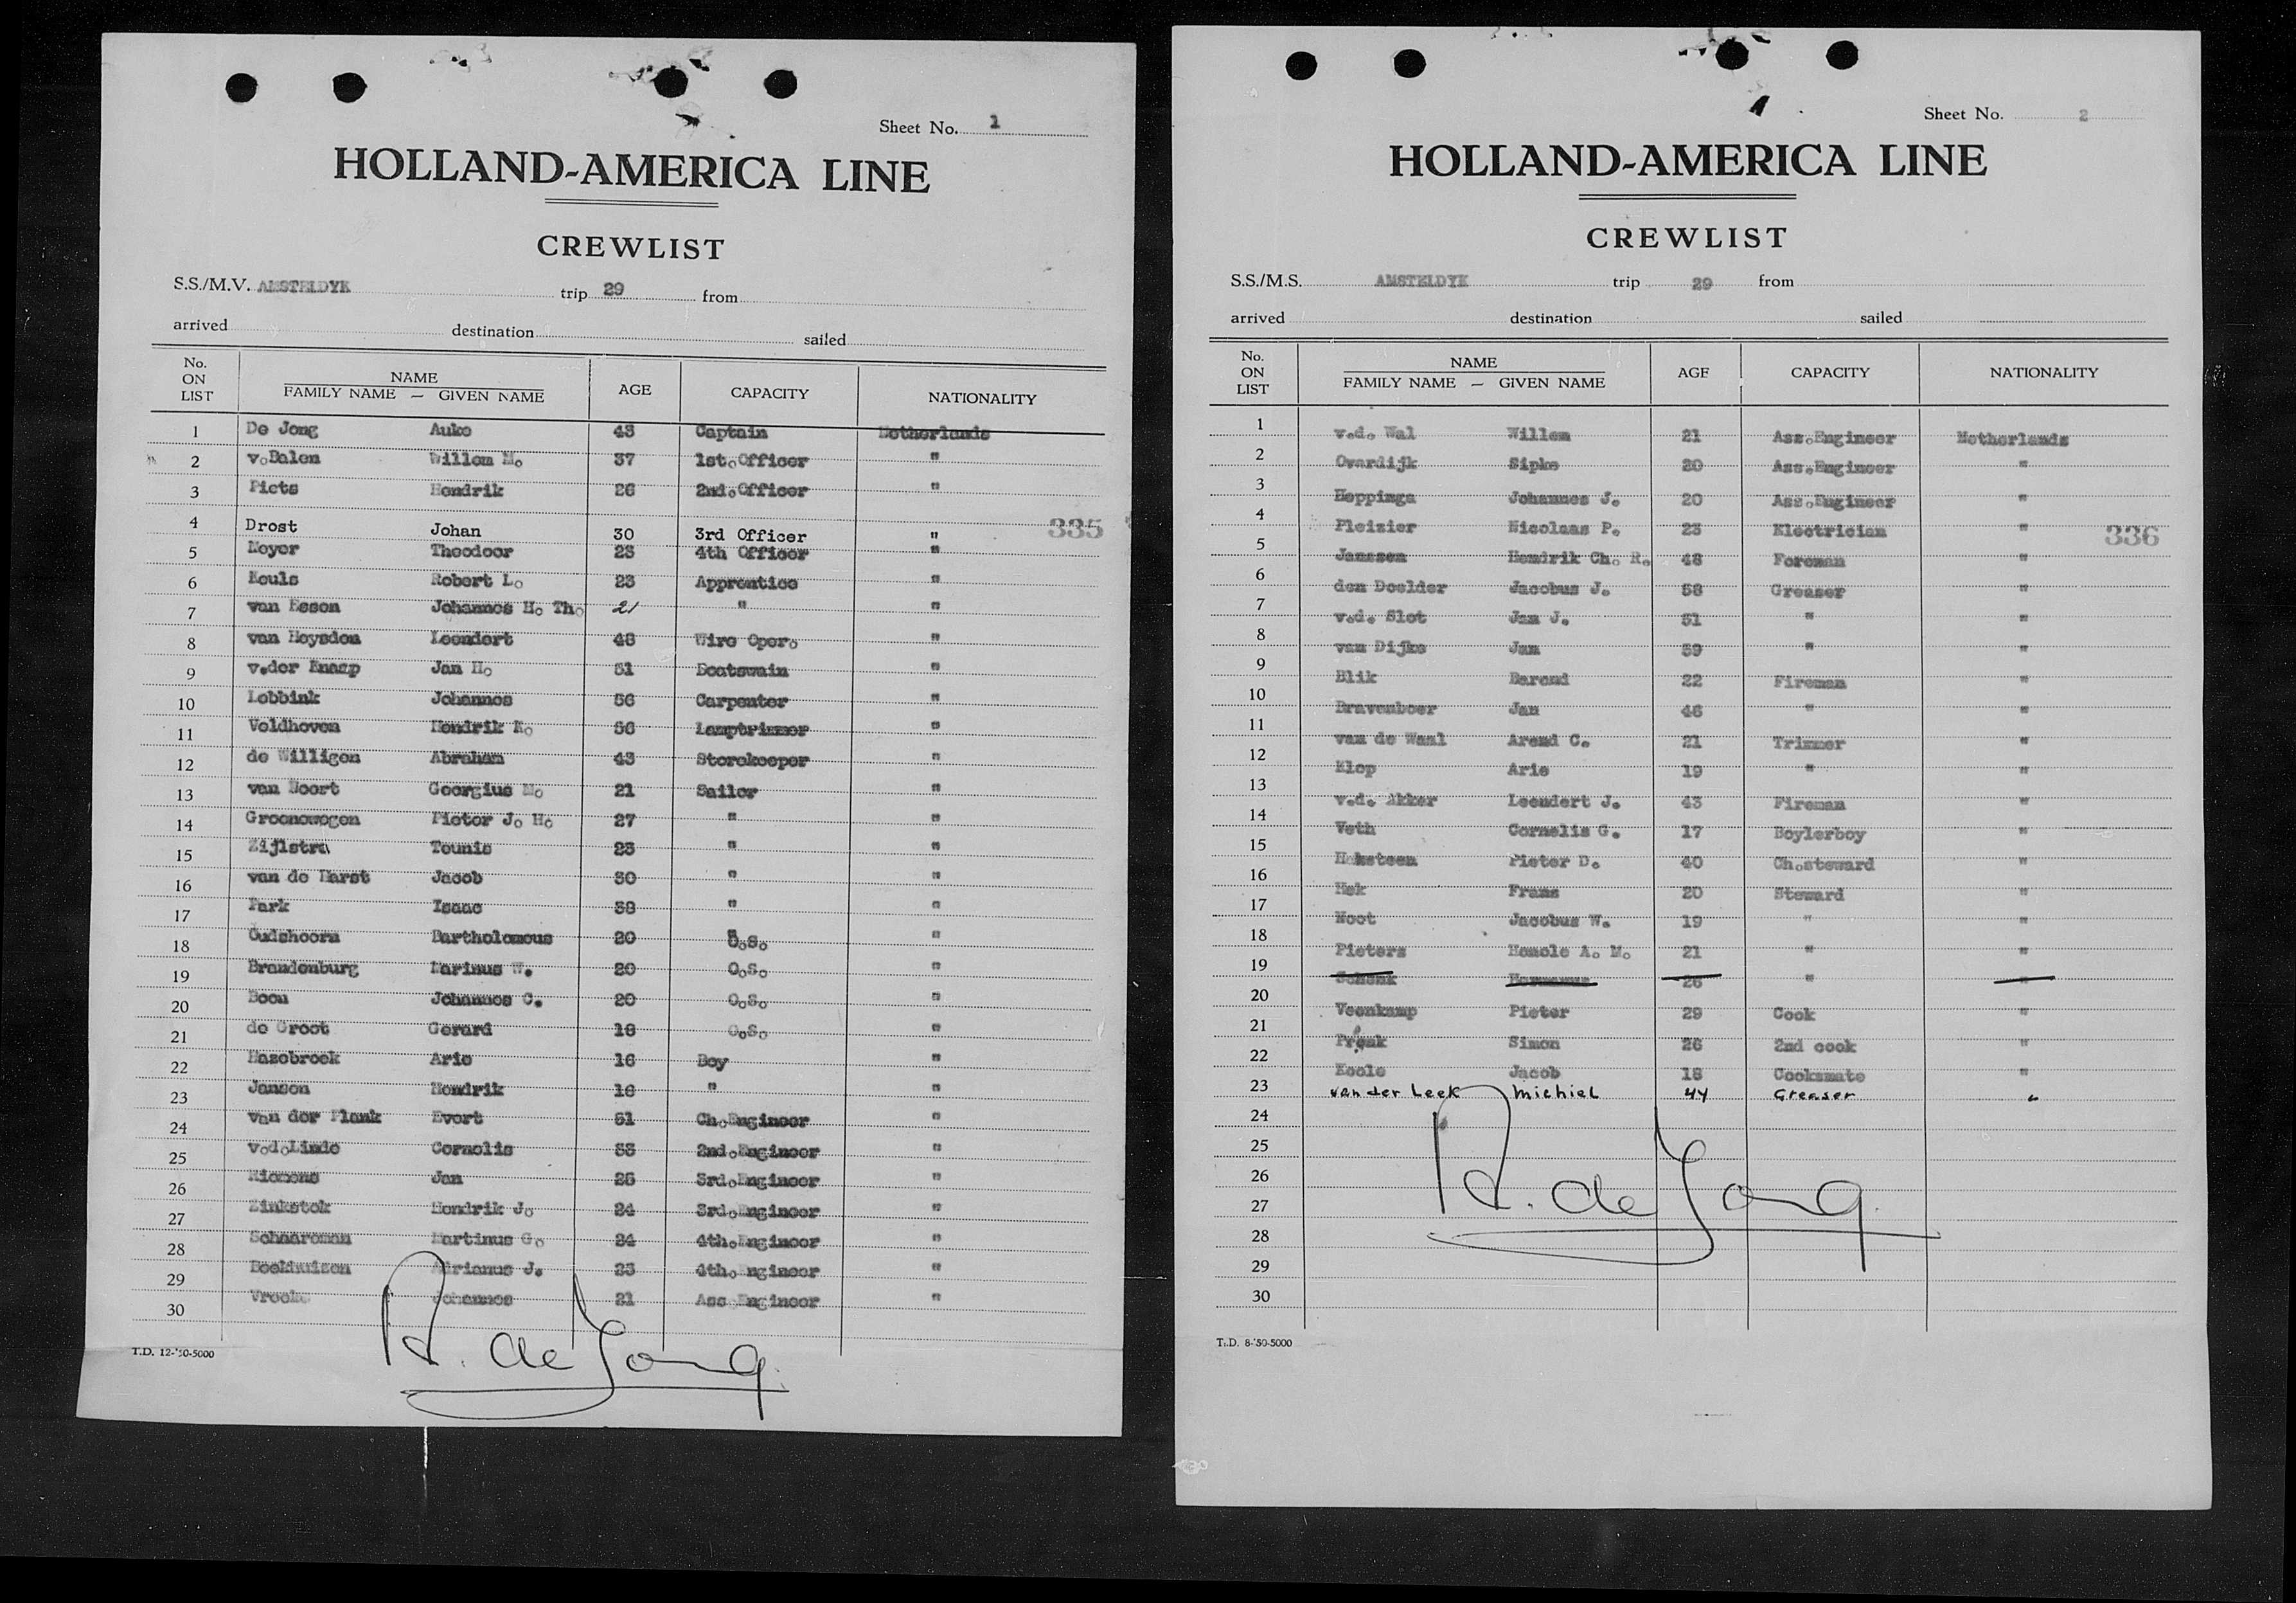 Sheet No. 1
HOLLAND-AMERICA LINE
CREWLIST
S.S./M.V. AMSTELDYK trip 29 from
arrived destination sailed
No. ON LIST NAME FAMILY NAME — GIVEN NAME AGE CAPACITY NATIONALITY
1 De Jong Auke 43 Captain Netherlands
2 v.Balen Willem M. 37 1st.Officer "
3 Piets Hendrik 26 2nd.Officer "
4 Drost Johan 30 3rd Officer "
335
5 Meyer Theodoor 23 4th Officer "
6 Meuls Robert L. 23 Apprentice "
7 van Essen Johannes H. Th. 21 " "
8 van Heysdom Leendert 48 Wire Oper. "
9 v.der Knaap Jan H. 51 Boatswain "
10 Lobbink Johannes 56 Carpenter "
11 Veldhoven Hendrik K. 56 Lamptrimmer "
12 de Willigen Abraham 43 Storekeeper "
13 van Noort Georgius M. 21 Sailor "
14 Groenewegen Pieter J. H. 27 " "
15 Zijlstra Teunis 23 " "
16 van de Harst Jacob 30 " "
17 Park Isaac 38 " "
18 Oudshoorn Bartholomeus 20 O.S. "
19 Brandenburg Marinus W. 20 O.S. "
20 Boon Johannes C. 20 O.S. "
21 de Groot Gerard 18 O.S. "
22 Hazebroek Arie 16 Boy "
23 Janson Hendrik 16 " "
24 van der Plank Evert 51 Ch.Engineer "
25 v.d.Linde Cornelis 33 2nd.Engineer "
26 Niemens Jan 26 3rd.Engineer "
27 Zinkstok Hendrik J. 24 3rd.Engineer "
28 Schaareman Martinus G. 24 4th.Engineer "
29 Boekhuizen Adrianus J. 23 4th.Engineer "
30 Johannes 21 Ass Engineer "
A. de Jong
T.D. 12-'50-5000
Sheet No. 2
HOLLAND-AMERICA LINE
CREWLIST
S.S./M.S. AMSTELDYK trip 29 from
arrived destination sailed
No. ON LIST NAME FAMILY NAME — GIVEN NAME AGE CAPACITY NATIONALITY
1 v.d. Wal Willem 21 Ass.Engineer Netherlands
2 Overdijk Sipke 20 Ass.Engineer "
3 Heppinga Johannes J. 20 Ass.Engineer "
4 Pleizier Nicolaas P. 23 Electrician "
336
5 Janssen Hendrik Ch. R. 48 Foreman "
6 den Doelder Jacobus J. 58 Greaser "
7 v.d. Slot Jan J. 51 " "
8 van Dijke Jan 59 " "
9 Blik Barend 22 Fireman "
10 Bravenboer Jan 46 " "
11 van de Waal Arend C. 21 Trimmer "
12 Klop Arie 19 " "
13 v.d. Akker Leendert J. 43 Fireman "
14 Veth Cornelis G. 17 Boylerboy "
15 Hoksteen Pieter D. 40 Ch.steward "
16 Hek Frans 20 Steward "
17 Noot Jacobus W. 19 " "
18 Pieters Hemole A. M. 21 " "
19 Schenk Hermanus 26 " "
20 Veenkamp Pieter 29 Cook "
21 Pronk Simon 26 2nd cook "
22 Koole Jacob 18 Cooksmate "
23 van der Leek Michiel 44 Greaser "
24
25
26
27
28
29
30
A. de Jong
T.D. 8-'50-5000